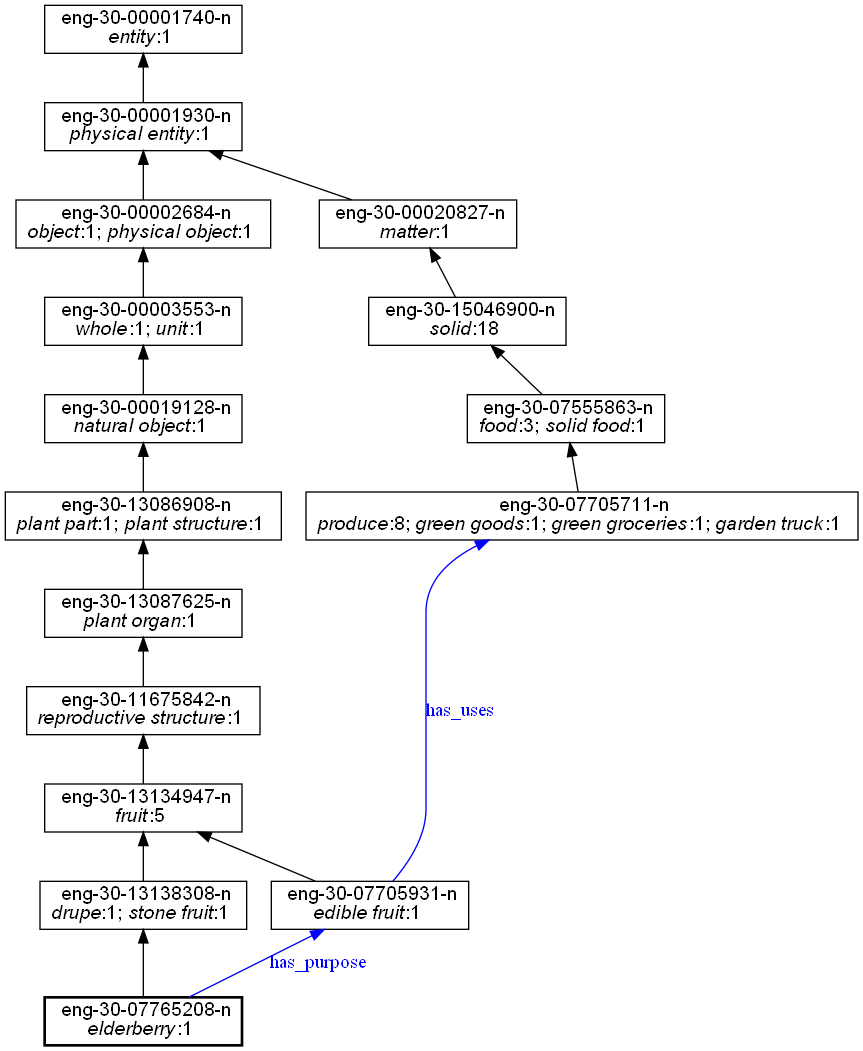 eng-30-00001740-n
entity:1
eng-30-00001930-n
physical entity:1
eng-30-00002684-n
object:1; physical object:1
eng-30-00020827-n
matter:1
eng-30-00003553-n
whole:1; unit:1
eng-30-15046900-n
solid:18
eng-30-00019128-n
natural object:1
eng-30-07555863-n
food:3; solid food:1
eng-30-13086908-n
plant part:1; plant structure:1
eng-30-07705711-n
produce:8; green goods:1; green groceries:1; garden truck:1
eng-30-13087625-n
plant organ:1
eng-30-11675842-n
reproductive structure:1
has_uses
eng-30-13134947-n
fruit:5
eng-30-13138308-n
drupe:1; stone fruit:1
eng-30-07705931-n
edible fruit:1
has_purpose
eng-30-07765208-n
elderberry:1